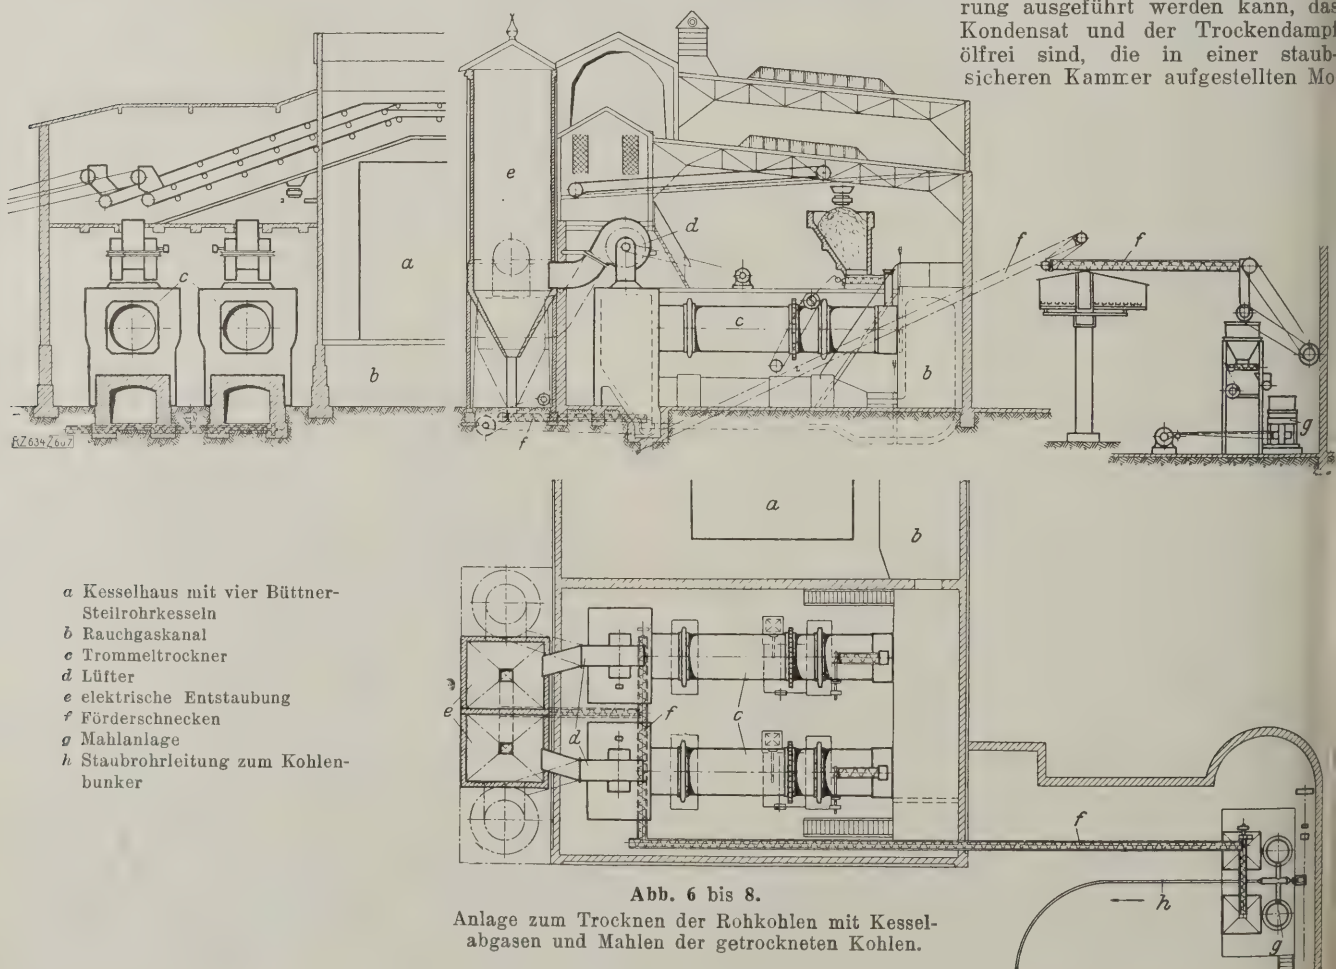 rung ausgeführt werden kann, das
Kondensat und der Trockendampf
ölfrei sind, die in einer staub-
sicheren Kammer aufgestellten Mo
e
d
f
f
a
c
c
b
b
g
f
a
b
a Kesselhaus mit vier Büttner-
Steilrohrkesseln
b Rauchgaskanal
c Trommeltrockner
d Lüfter
e elektrische Entstaubung
f Förderschnecken
g Mahlanlage
h Staubrohrleitung zum Kohlen-
bunker
e
d
f
c
f
h
g
Abb. 6 bis 8.
Anlage zum Trocknen der Rohkohlen mit Kessel-
abgasen und Mahlen der getrockneten Kohlen.